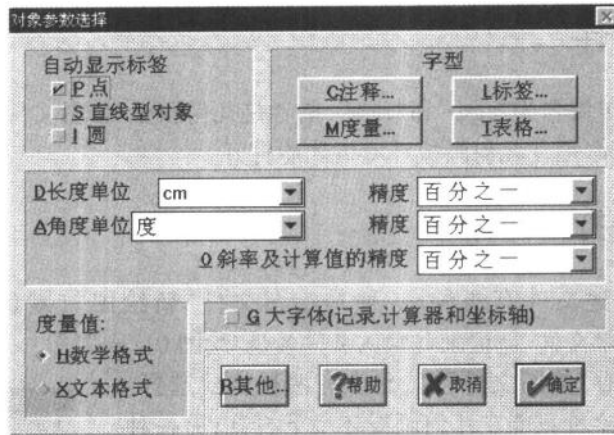 对象参数选择
自动显示标签
P点
S直线型对象
I圆
字型
C注释...
L标签...
M度量...
T表格...
D长度单位 cm 精度 百分之一
A角度单位 度 精度 百分之一
O斜率及计算值的精度 百分之一
度量值:
H数学格式
X文本格式
G大字体(记录.计算器和坐标轴)
R其他...
帮助
取消
确定